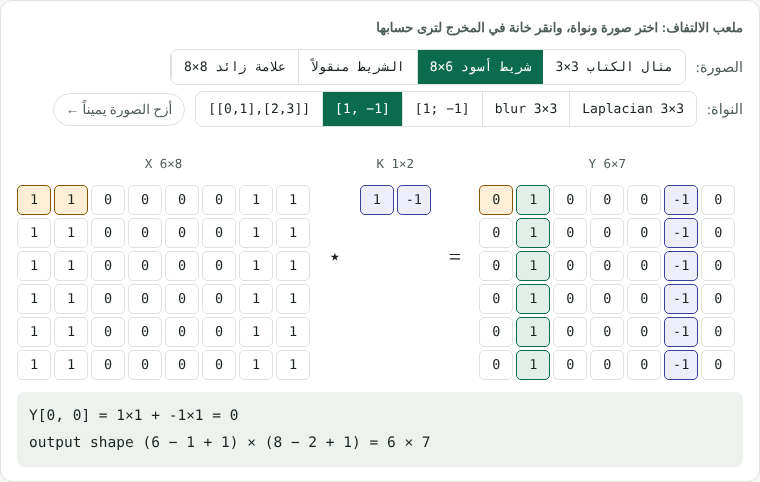 ملعب الالتفاف: اختر صورة ونواة، وانقر خانة في المخرج لترى حسابها
الصورة: مثال الكتاب 3×3 شريط أسود 6×8 الشريط منقولاً علامة زائد 8×8
النواة: Laplacian 3×3 blur 3×3 [1; −1] [1, −1] [[0,1],[2,3]] أزح الصورة يميناً ←
X 6×8 K 1×2 Y 6×7
1 1 0 0 0 0 1 1 1 -1 0 1 0 0 0 -1 0
1 1 0 0 0 0 1 1 0 1 0 0 0 -1 0
1 1 0 0 0 0 1 1 ★ = 0 1 0 0 0 -1 0
1 1 0 0 0 0 1 1 0 1 0 0 0 -1 0
1 1 0 0 0 0 1 1 0 1 0 0 0 -1 0
1 1 0 0 0 0 1 1 0 1 0 0 0 -1 0
Y[0, 0] = 1×1 + -1×1 = 0
output shape (6 − 1 + 1) × (8 − 2 + 1) = 6 × 7